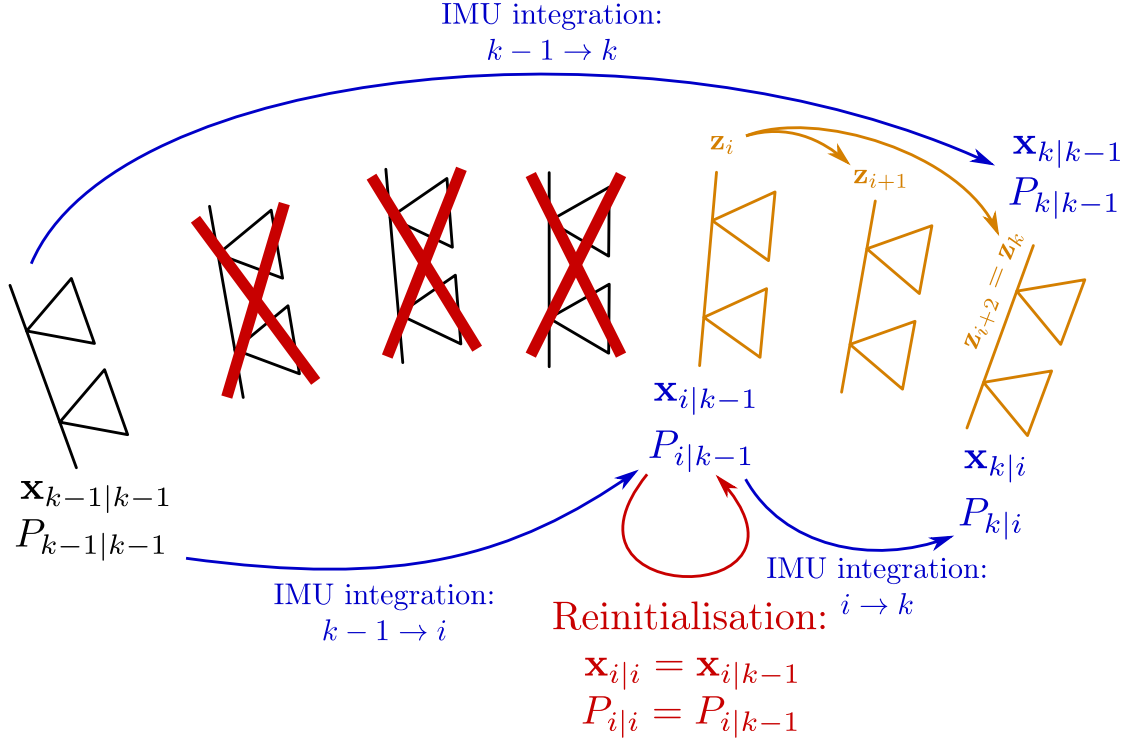 IMU integration:
k − 1 → k
z_i
z_{i+1}
x_{k|k−1}
P_{k|k−1}
z_{i+2} = z_k
x_{i|k−1}
P_{i|k−1}
x_{k|i}
P_{k|i}
x_{k−1|k−1}
P_{k−1|k−1}
IMU integration:
k − 1 → i
IMU integration:
i → k
Reinitialisation:
x_{i|i} = x_{i|k−1}
P_{i|i} = P_{i|k−1}